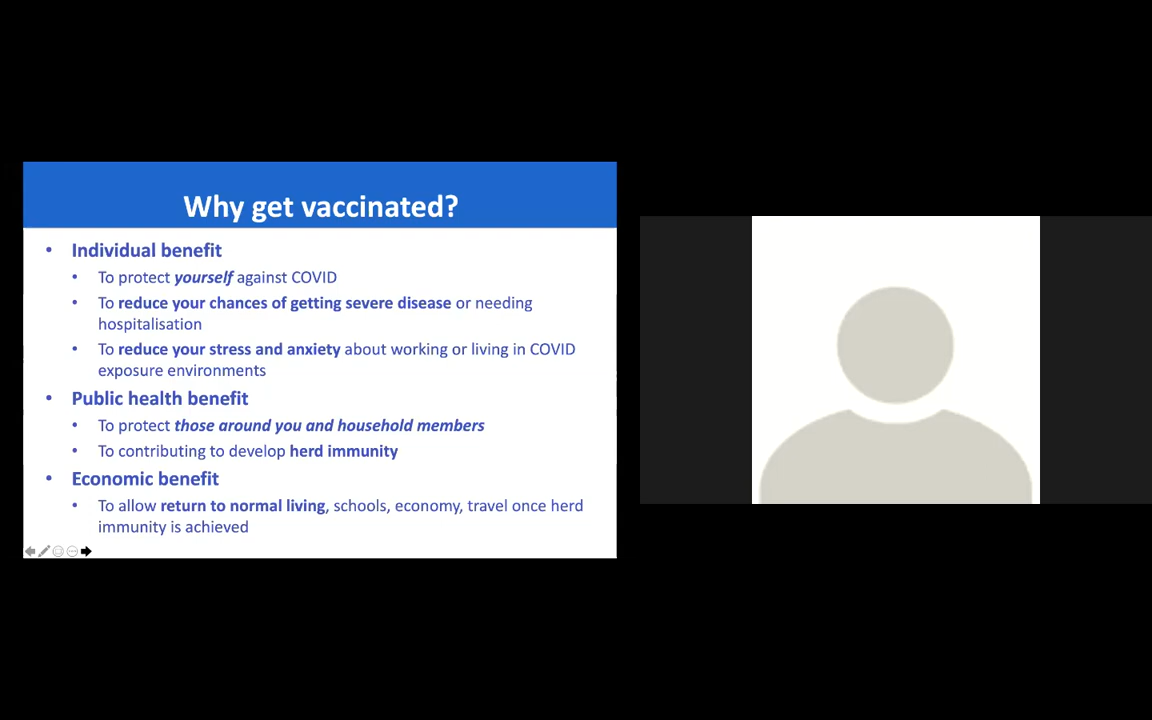 Why get vaccinated?
• Individual benefit
• To protect yourself against COVID
• To reduce your chances of getting severe disease or needing
hospitalisation
• To reduce your stress and anxiety about working or living in COVID
exposure environments
• Public health benefit
• To protect those around you and household members
• To contributing to develop herd immunity
• Economic benefit
• To allow return to normal living, schools, economy, travel once herd
immunity is achieved